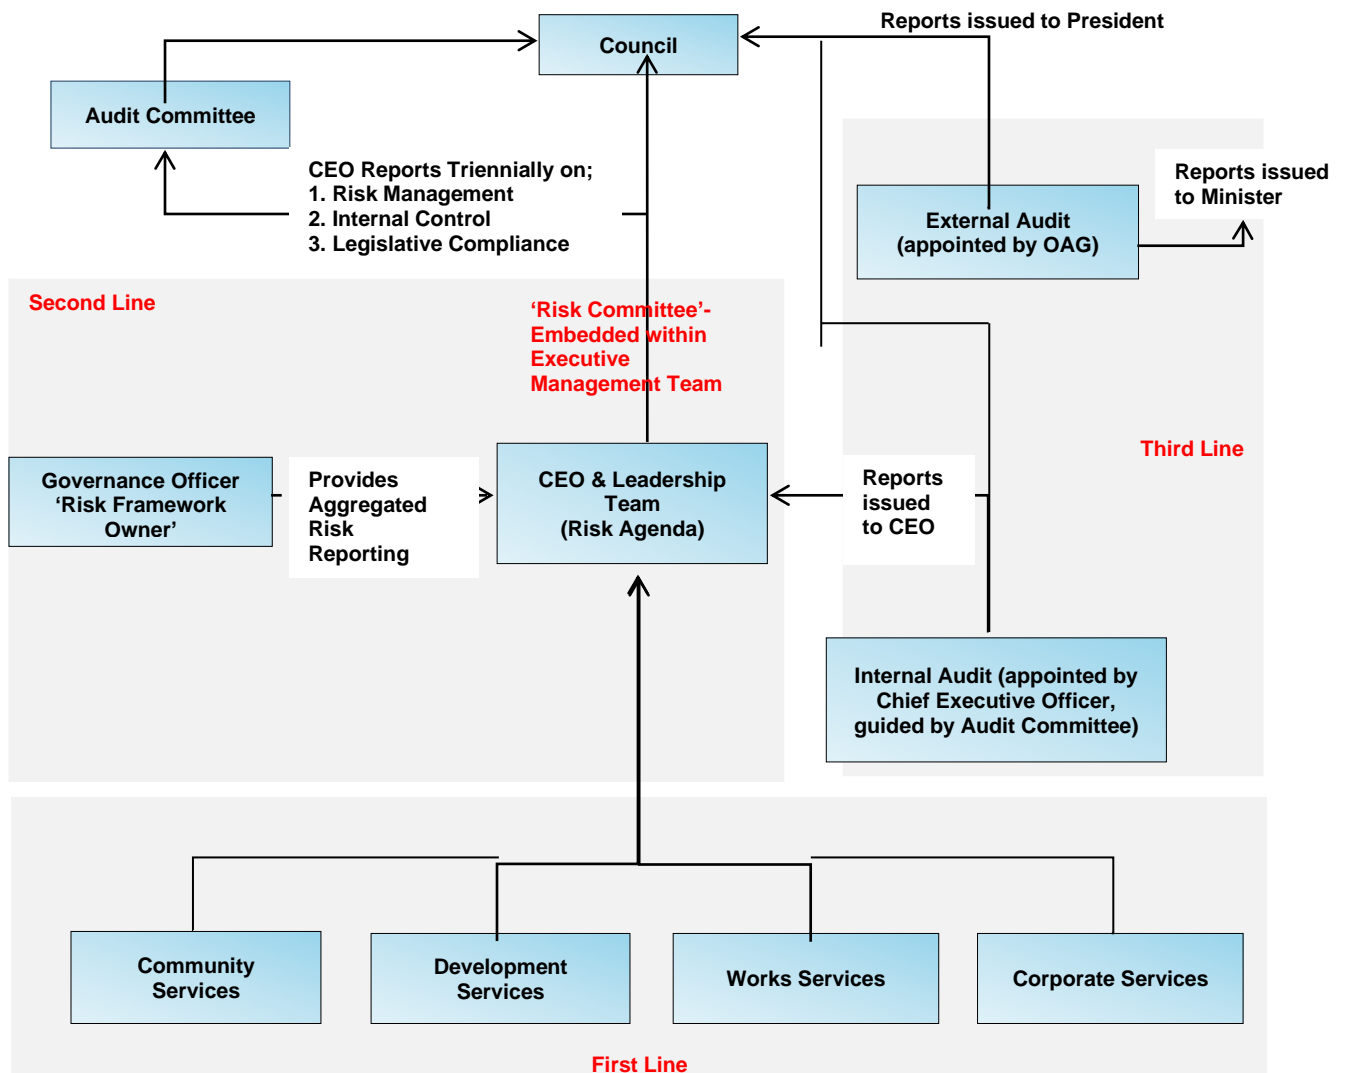 Reports issued to President
Council
Audit Committee
CEO Reports Triennially on;
1. Risk Management
2. Internal Control
3. Legislative Compliance
Reports issued
to Minister
External Audit
(appointed by OAG)
Second Line
‘Risk Committee’-
Embedded within
Executive
Management Team
Third Line
Governance Officer
‘Risk Framework
Owner’
Provides
Aggregated
Risk
Reporting
CEO & Leadership
Team
(Risk Agenda)
Reports
issued
to CEO
Internal Audit (appointed by
Chief Executive Officer,
guided by Audit Committee)
Community
Services
Development
Services
Works Services
Corporate Services
First Line